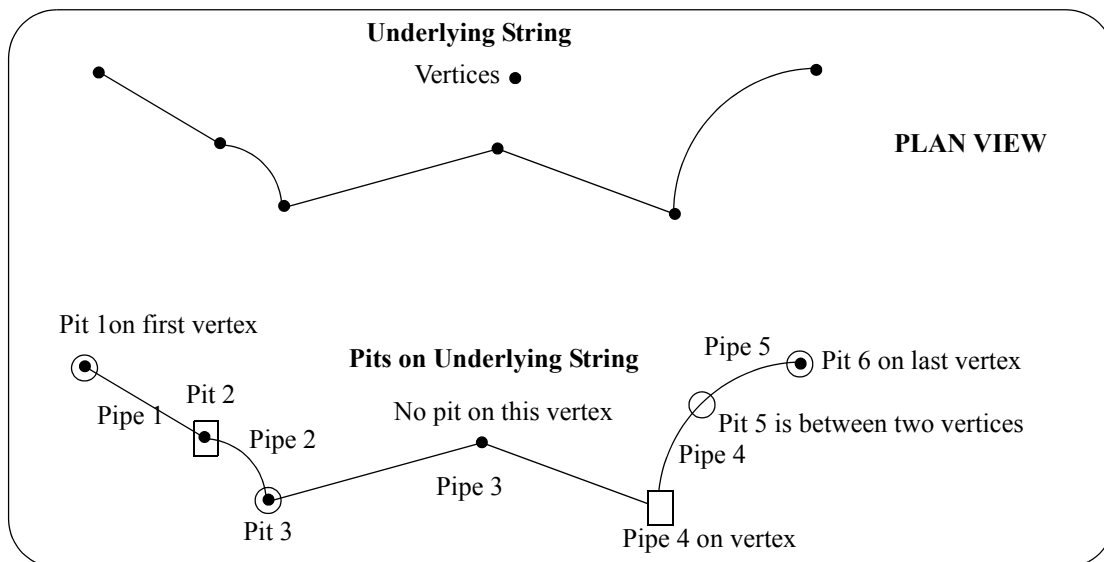 Underlying String
Vertices
PLAN VIEW
Pit 1on first vertex
Pits on Underlying String
Pipe 5
Pit 6 on last vertex
Pit 2
Pipe 1
No pit on this vertex
Pit 5 is between two vertices
Pipe 2
Pipe 4
Pipe 3
Pit 3
Pipe 4 on vertex